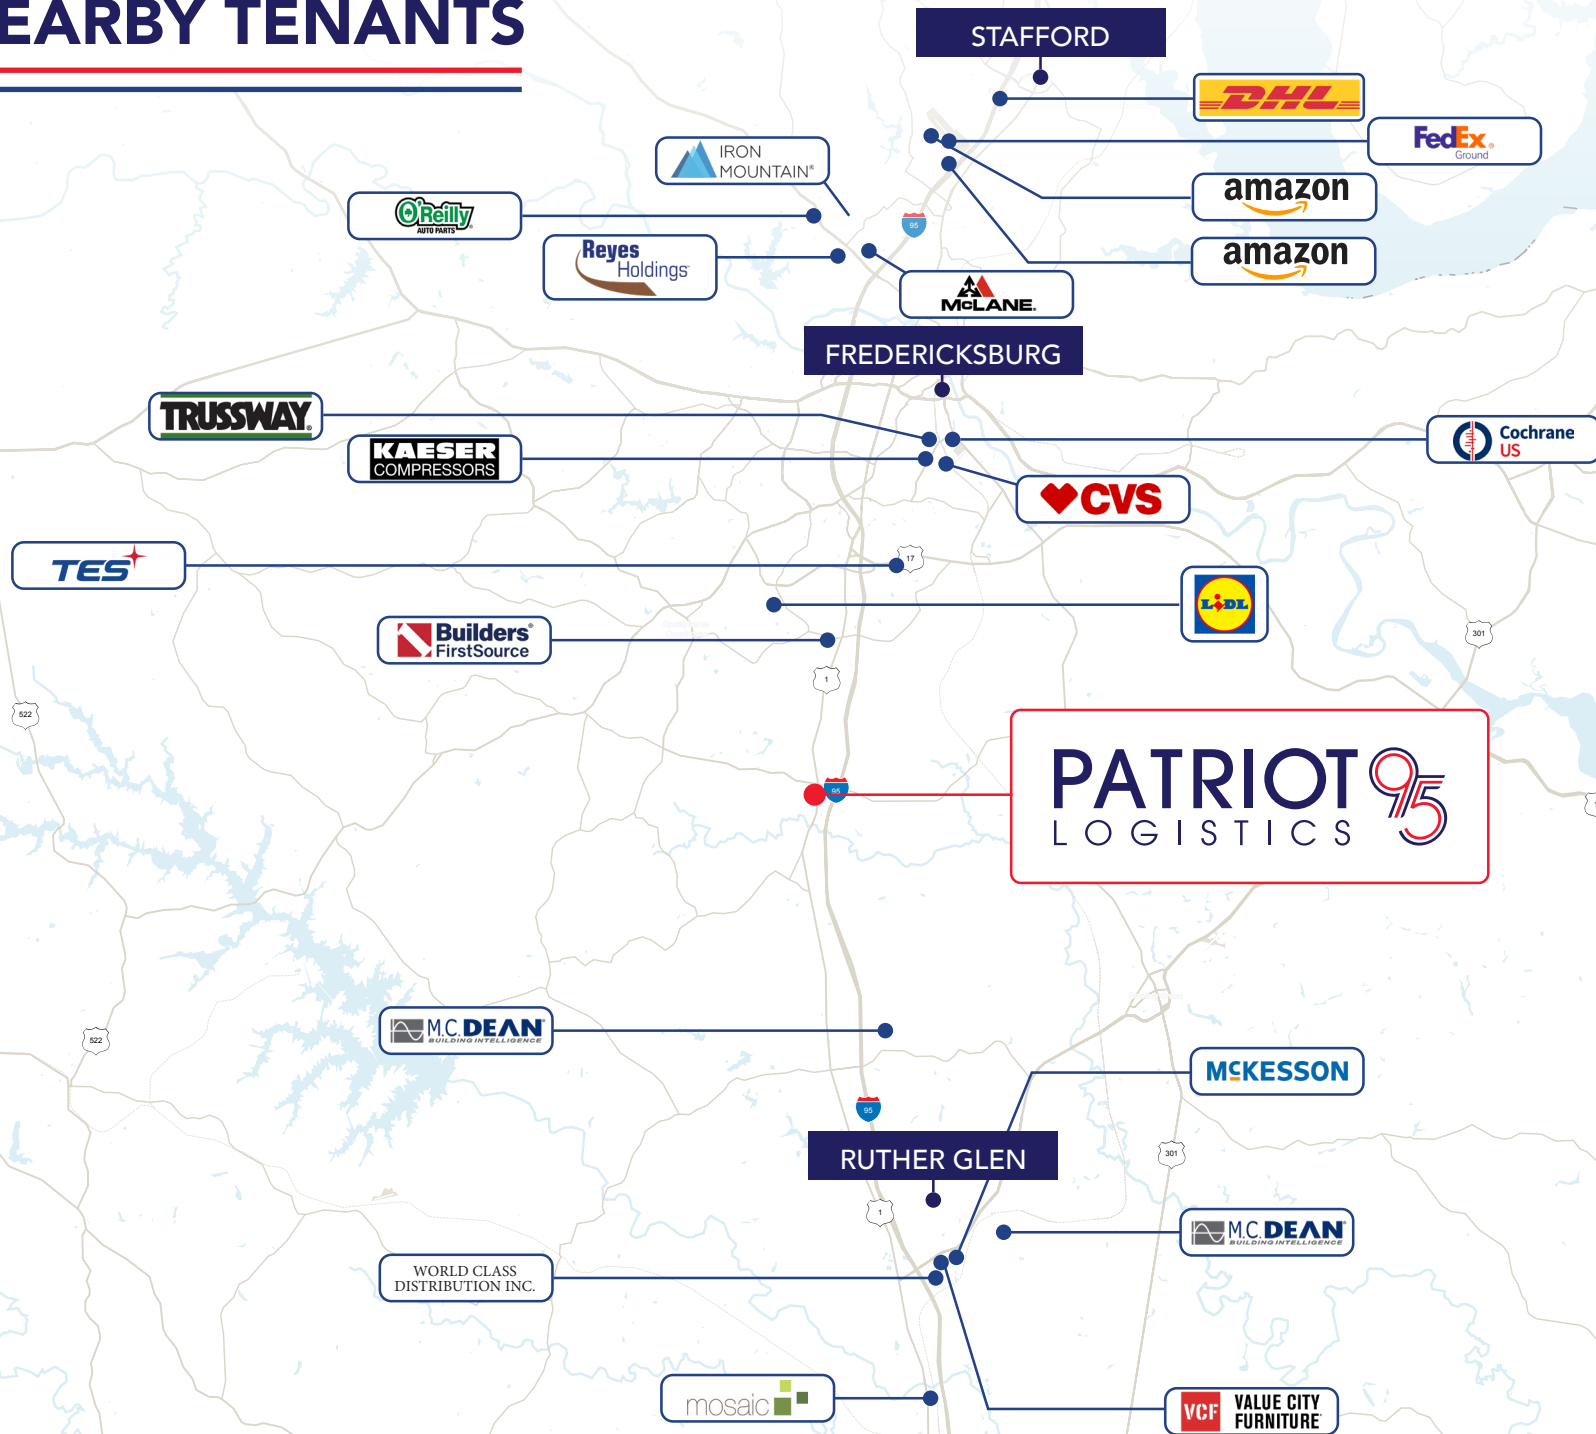 EARBY TENANTS
STAFFORD
DHL
FedEx®
Ground
IRON
MOUNTAIN®
amazon
O'Reilly
AUTO PARTS
95
Reyes
Holdings
amazon
McLANE.
FREDERICKSBURG
TRUSSWAY
KAESER
COMPRESSORS
Cochrane
US
CVS
TES
17
LIDL
Builders
FirstSource
301
1
522
95
PATRIOT 95
LOGISTICS
M.C. DEAN
BUILDING INTELLIGENCE
522
McKESSON
95
RUTHER GLEN
301
1
M.C. DEAN
BUILDING INTELLIGENCE
WORLD CLASS
DISTRIBUTION INC.
mosaic
VCF VALUE CITY
FURNITURE